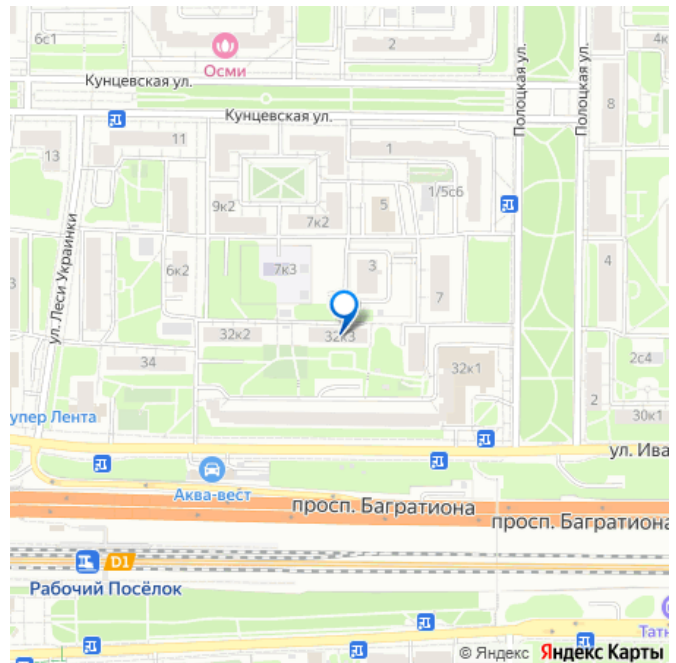 6с1
Осми
2
4к
Кунцевская ул.
Полоцкая ул.
Полоцкая ул.
8
Кунцевская ул.
11
13
1
1/5с6
9к2
7к2
5
ул. Леси Украинки
6к2
7к3
3
7
4
3
32к2
32к3
34
32к1
2с4
2
30к1
упер Лента
ул. Ива
Аква-вест
просп. Багратиона
просп. Багратиона
D1
Рабочий Посёлок
Татн
© Яндекс Яндекс Карты